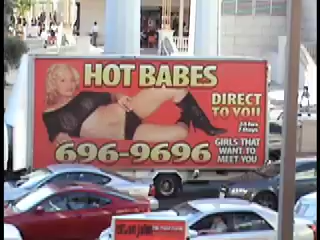 HOT BABES
DIRECT
TO YOU
24 Hrs
7 Days
GIRLS THAT
WANT TO
MEET YOU
696-9696